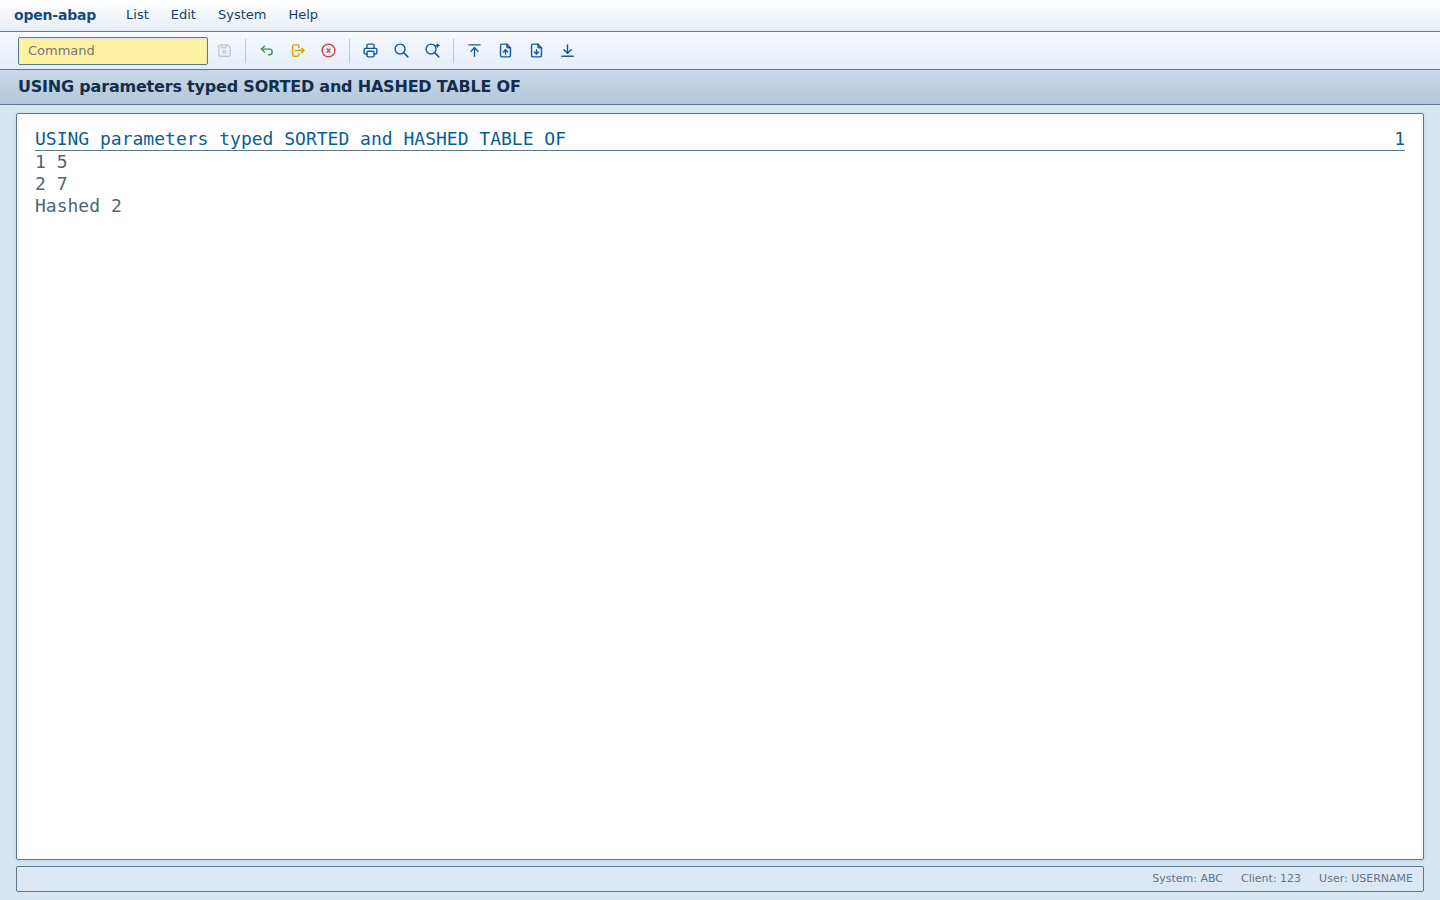 open-abap List Edit System Help
Command
USING parameters typed SORTED and HASHED TABLE OF
USING parameters typed SORTED and HASHED TABLE OF 1
1 5
2 7
Hashed 2
System: ABC Client: 123 User: USERNAME